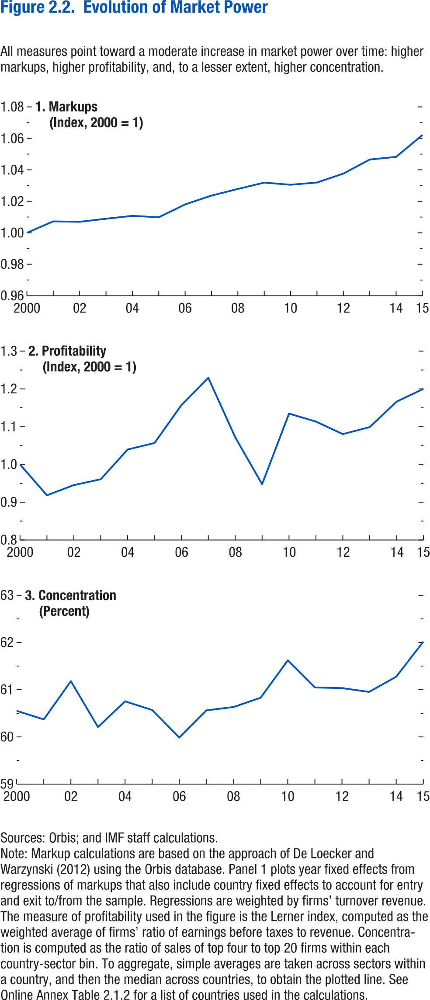 Figure 2.2.  Evolution of Market Power
All measures point toward a moderate increase in market power over time: higher
markups, higher profitability, and, to a lesser extent, higher concentration.
1.08
1. Markups
(Index, 2000 = 1)
1.06
1.04
1.02
1.00
0.98
0.96
2000 02 04 06 08 10 12 14 15
1.3
2. Profitability
(Index, 2000 = 1)
1.2
1.1
1.0
0.9
0.8
2000 02 04 06 08 10 12 14 15
63
3. Concentration
(Percent)
62
61
60
59
2000 02 04 06 08 10 12 14 15
Sources: Orbis; and IMF staff calculations.
Note: Markup calculations are based on the approach of De Loecker and
Warzynski (2012) using the Orbis database. Panel 1 plots year fixed effects from
regressions of markups that also include country fixed effects to account for entry
and exit to/from the sample. Regressions are weighted by firms’ turnover revenue.
The measure of profitability used in the figure is the Lerner index, computed as the
weighted average of firms’ ratio of earnings before taxes to revenue. Concentra-
tion is computed as the ratio of sales of top four to top 20 firms within each
country-sector bin. To aggregate, simple averages are taken across sectors within
a country, and then the median across countries, to obtain the plotted line. See
Online Annex Table 2.1.2 for a list of countries used in the calculations.